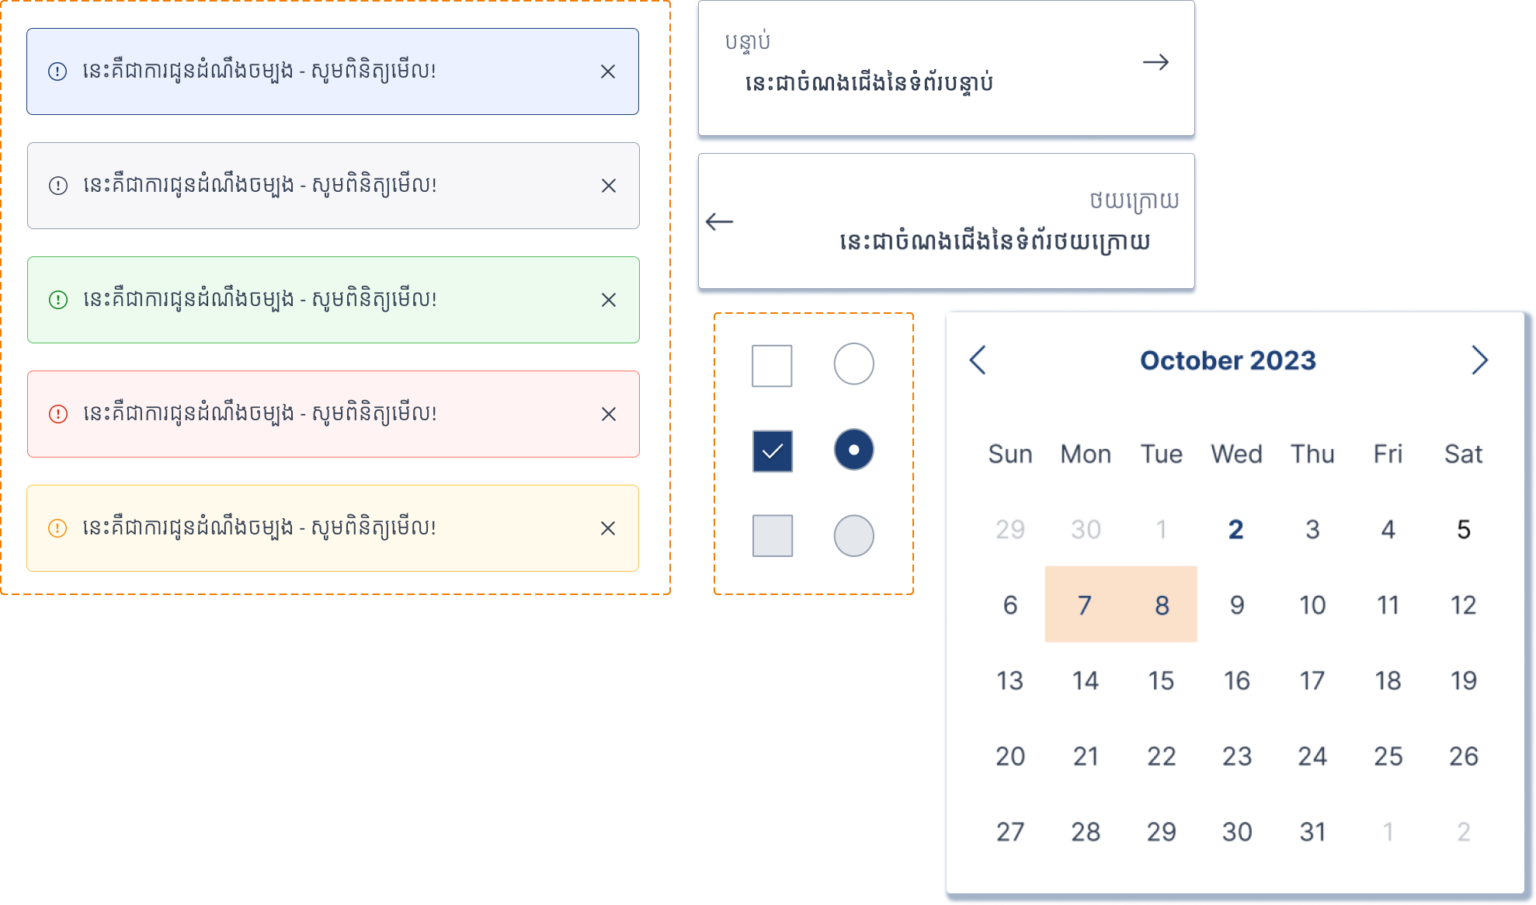 នេះគឺជាការជូនដំណឹងចម្បង - សូមពិនិត្យមើល!
នេះគឺជាការជូនដំណឹងចម្បង - សូមពិនិត្យមើល!
នេះគឺជាការជូនដំណឹងចម្បង - សូមពិនិត្យមើល!
នេះគឺជាការជូនដំណឹងចម្បង - សូមពិនិត្យមើល!
នេះគឺជាការជូនដំណឹងចម្បង - សូមពិនិត្យមើល!
បន្ទាប់
នេះជាចំណងជើងនៃទំព័របន្ទាប់
ថយក្រោយ
នេះជាចំណងជើងនៃទំព័រថយក្រោយ
October 2023
Sun Mon Tue Wed Thu Fri Sat
29 30 1 2 3 4 5
6 7 8 9 10 11 12
13 14 15 16 17 18 19
20 21 22 23 24 25 26
27 28 29 30 31 1 2